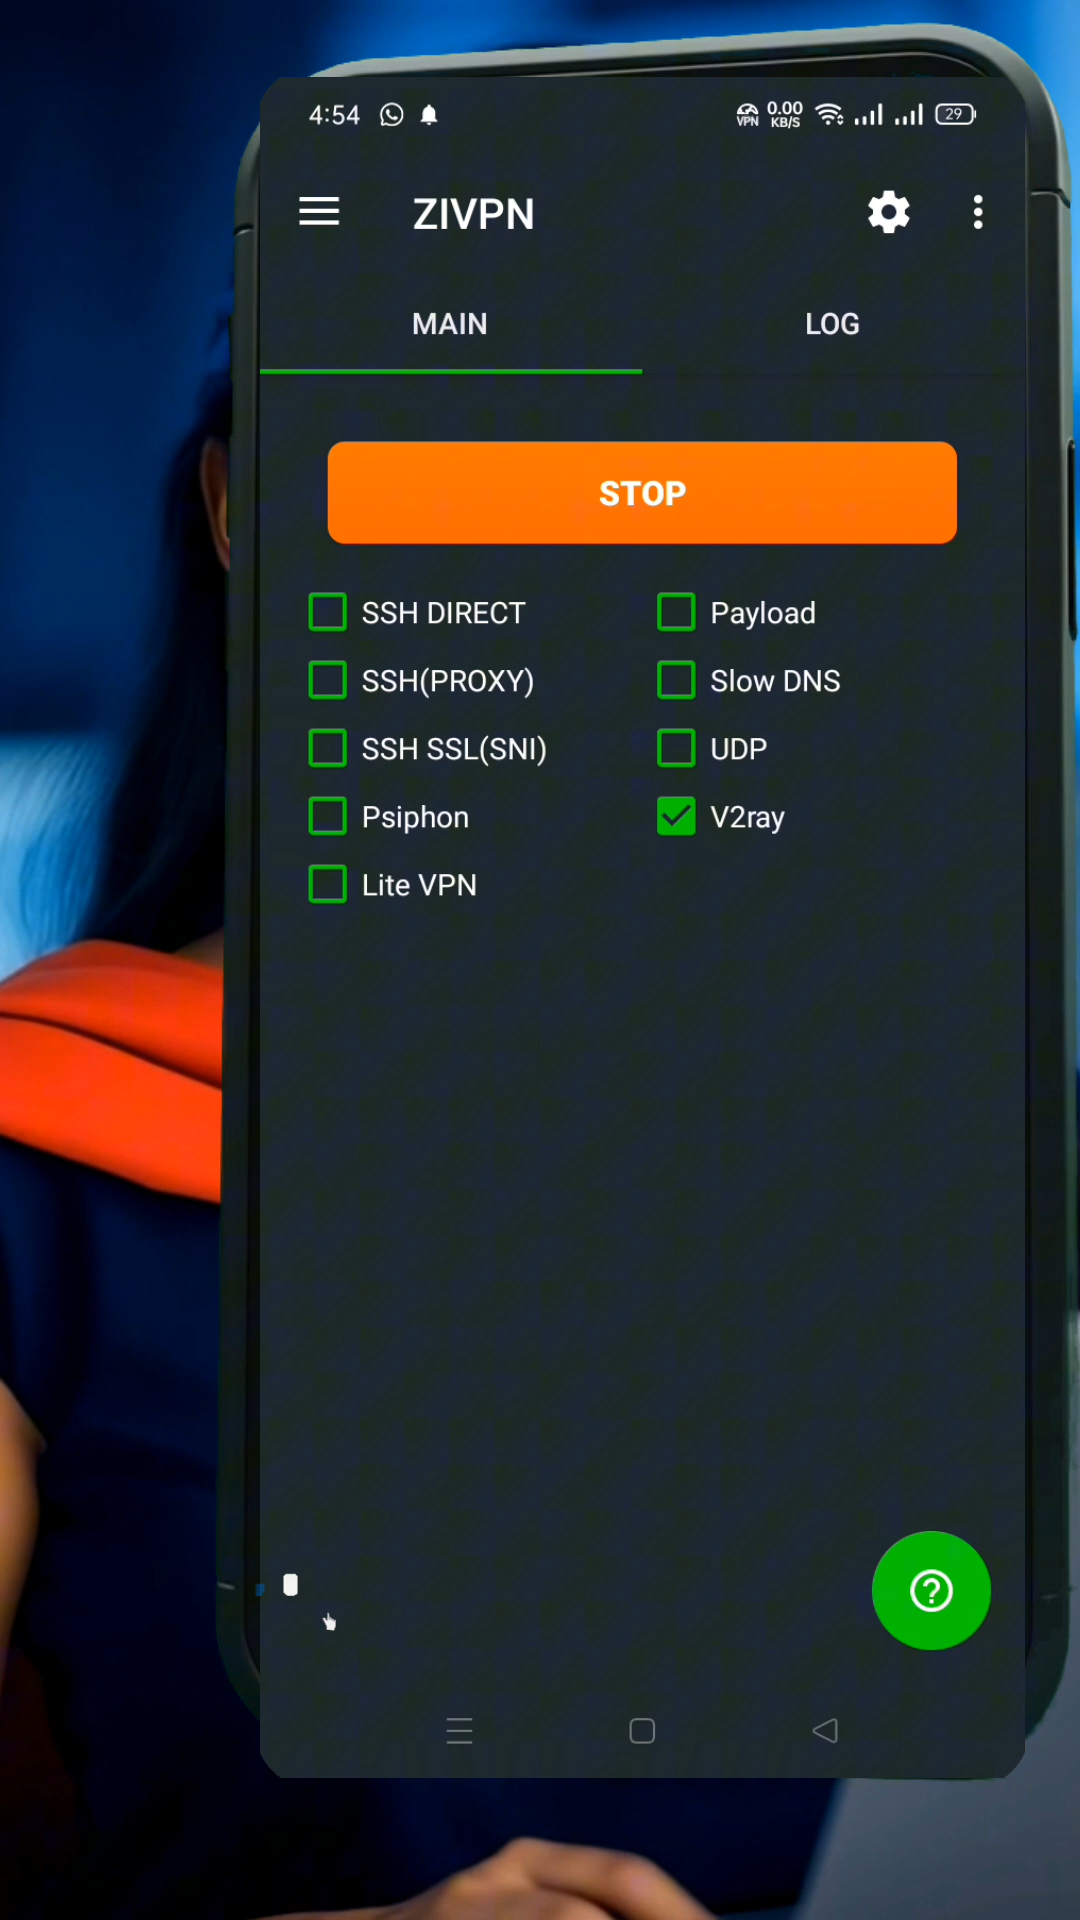 4:54 VPN 0.00 KB/S 29
ZIVPN
MAIN LOG
STOP
SSH DIRECT Payload
SSH(PROXY) Slow DNS
SSH SSL(SNI) UDP
Psiphon V2ray
Lite VPN
?